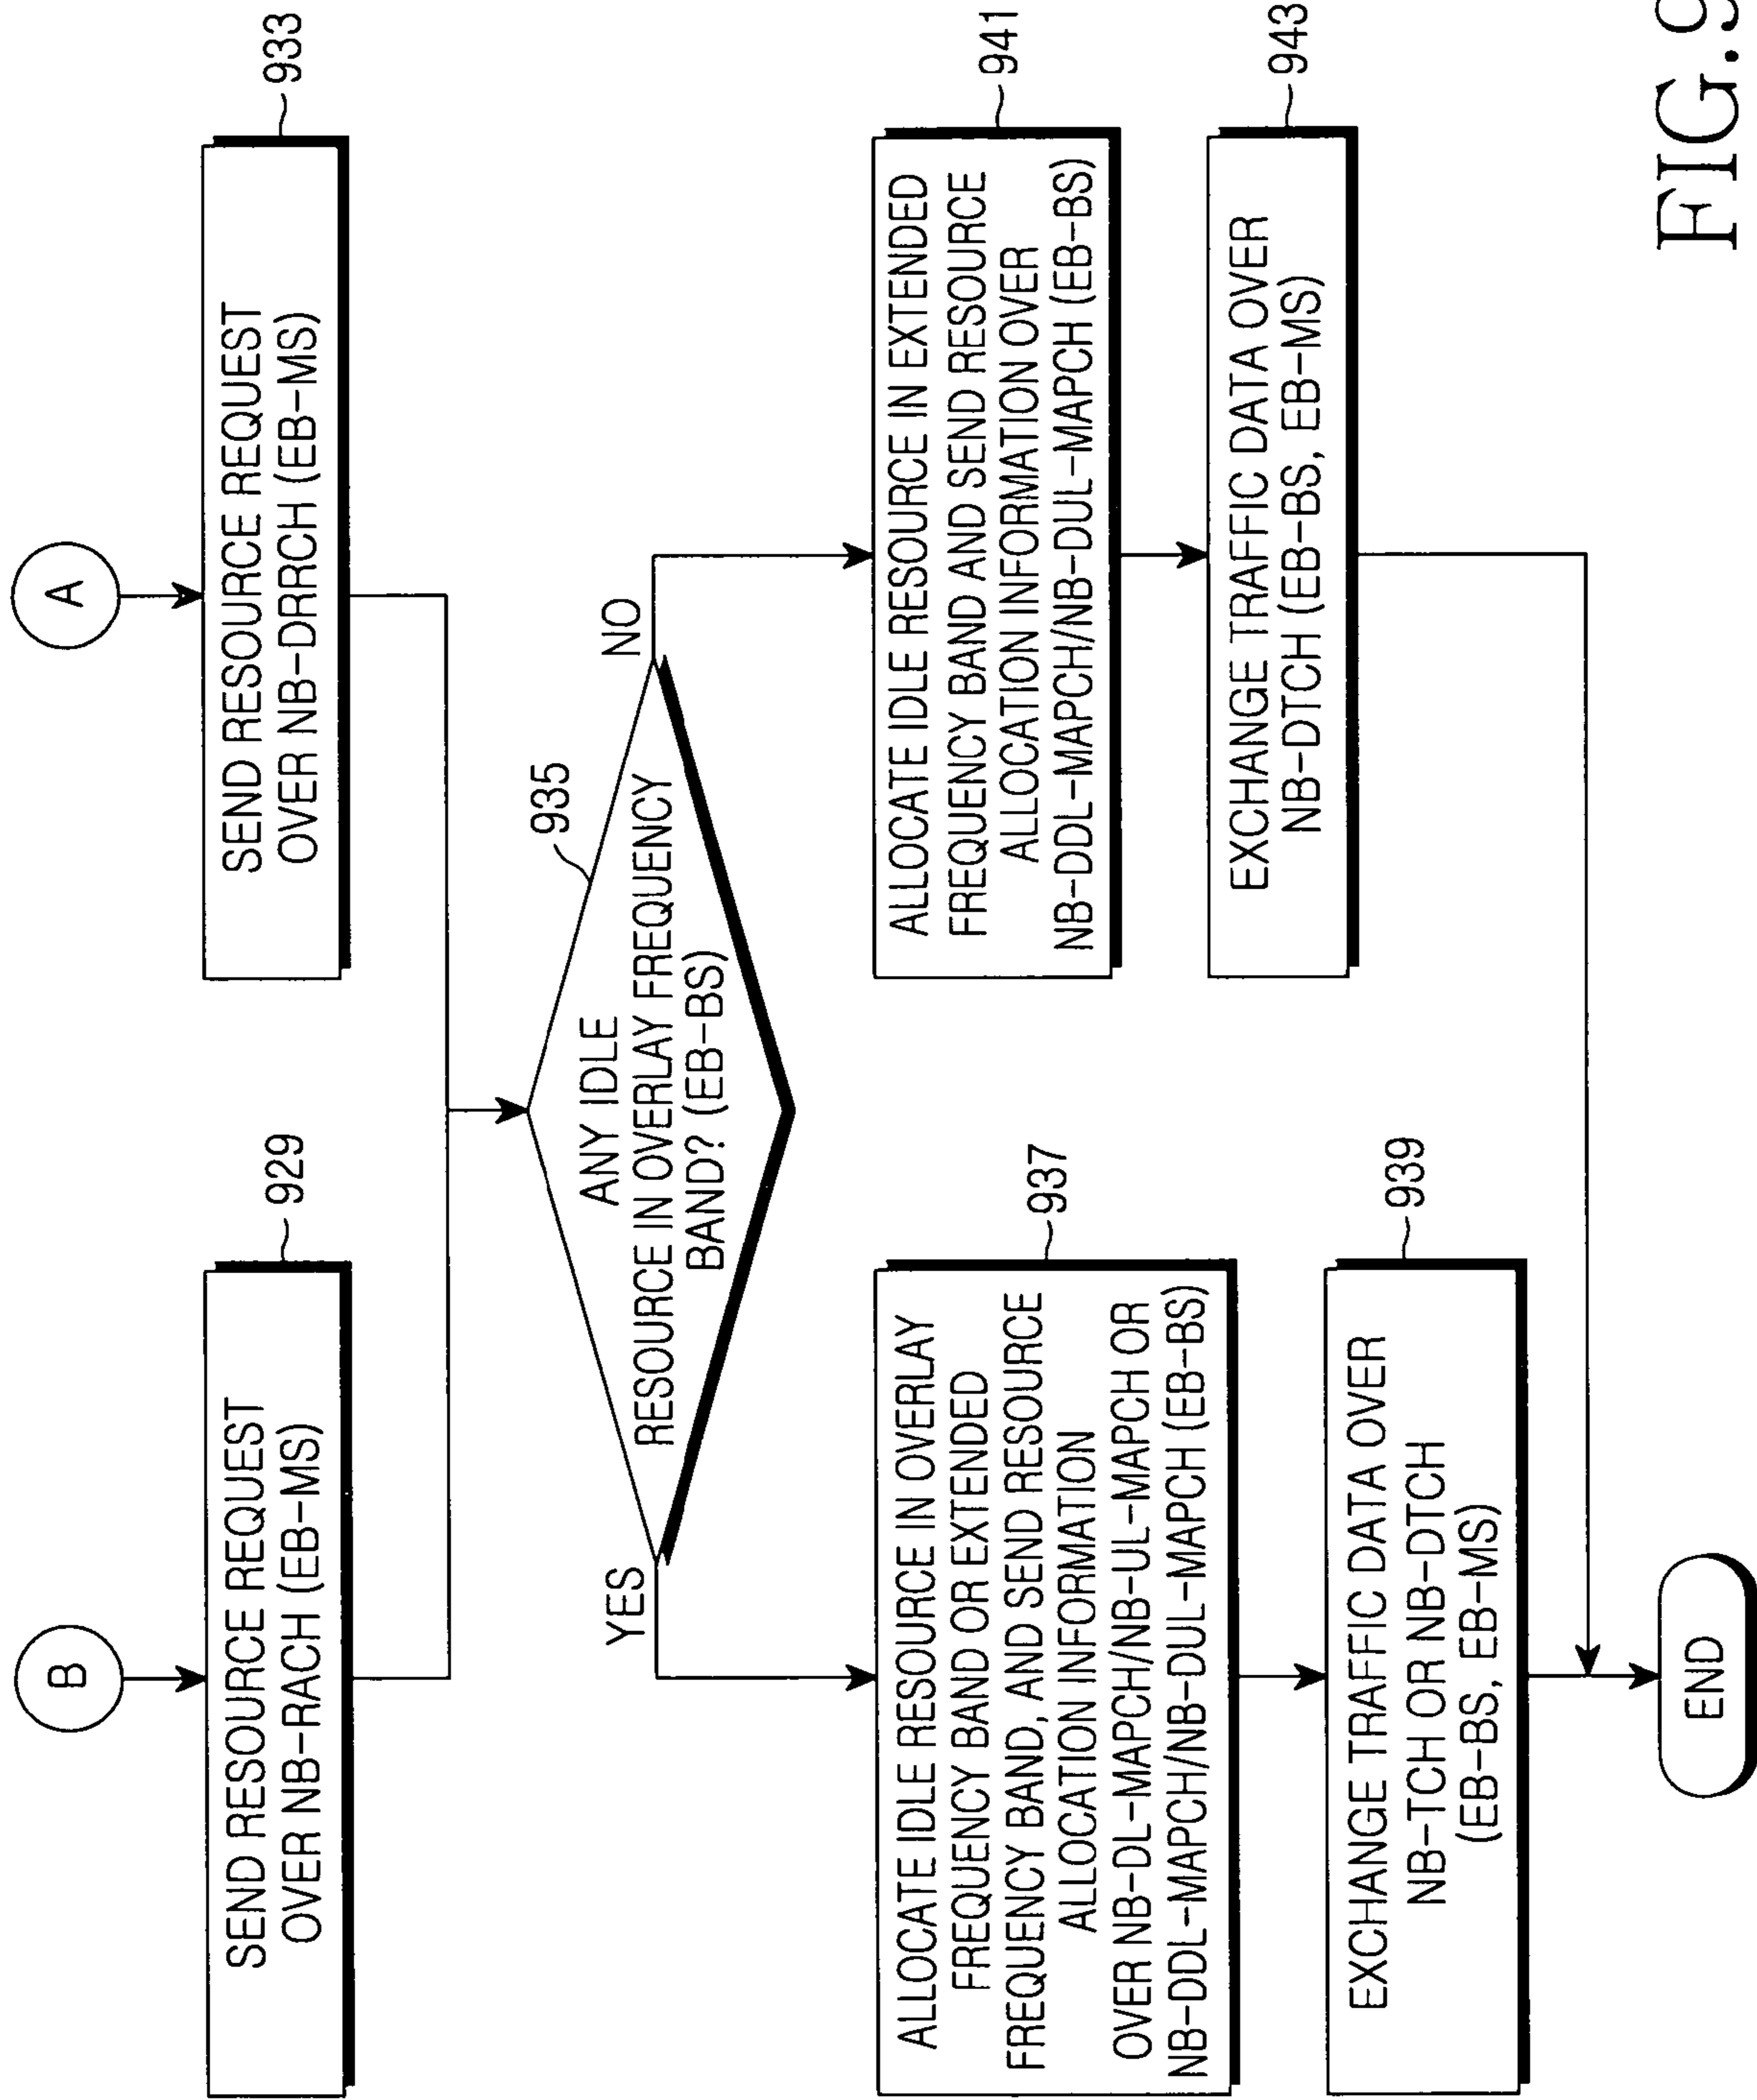 B
SEND RESOURCE REQUEST
OVER NB-RACH (EB-MS)
929
A
SEND RESOURCE REQUEST
OVER NB-DRRCH (EB-MS)
933
ANY IDLE
RESOURCE IN OVERLAY FREQUENCY
BAND? (EB-BS)
935
YES
NO
ALLOCATE IDLE RESOURCE IN OVERLAY
FREQUENCY BAND OR EXTENDED
FREQUENCY BAND, AND SEND RESOURCE
ALLOCATION INFORMATION
OVER NB-DL-MAPCH/NB-UL-MAPCH OR
NB-DDL-MAPCH/NB-DUL-MAPCH (EB-BS)
937
ALLOCATE IDLE RESOURCE IN EXTENDED
FREQUENCY BAND AND SEND RESOURCE
ALLOCATION INFORMATION OVER
NB-DDL-MAPCH/NB-DUL-MAPCH (EB-BS)
941
EXCHANGE TRAFFIC DATA OVER
NB-TCH OR NB-DTCH
(EB-BS, EB-MS)
939
EXCHANGE TRAFFIC DATA OVER
NB-DTCH (EB-BS, EB-MS)
943
END
FIG.9